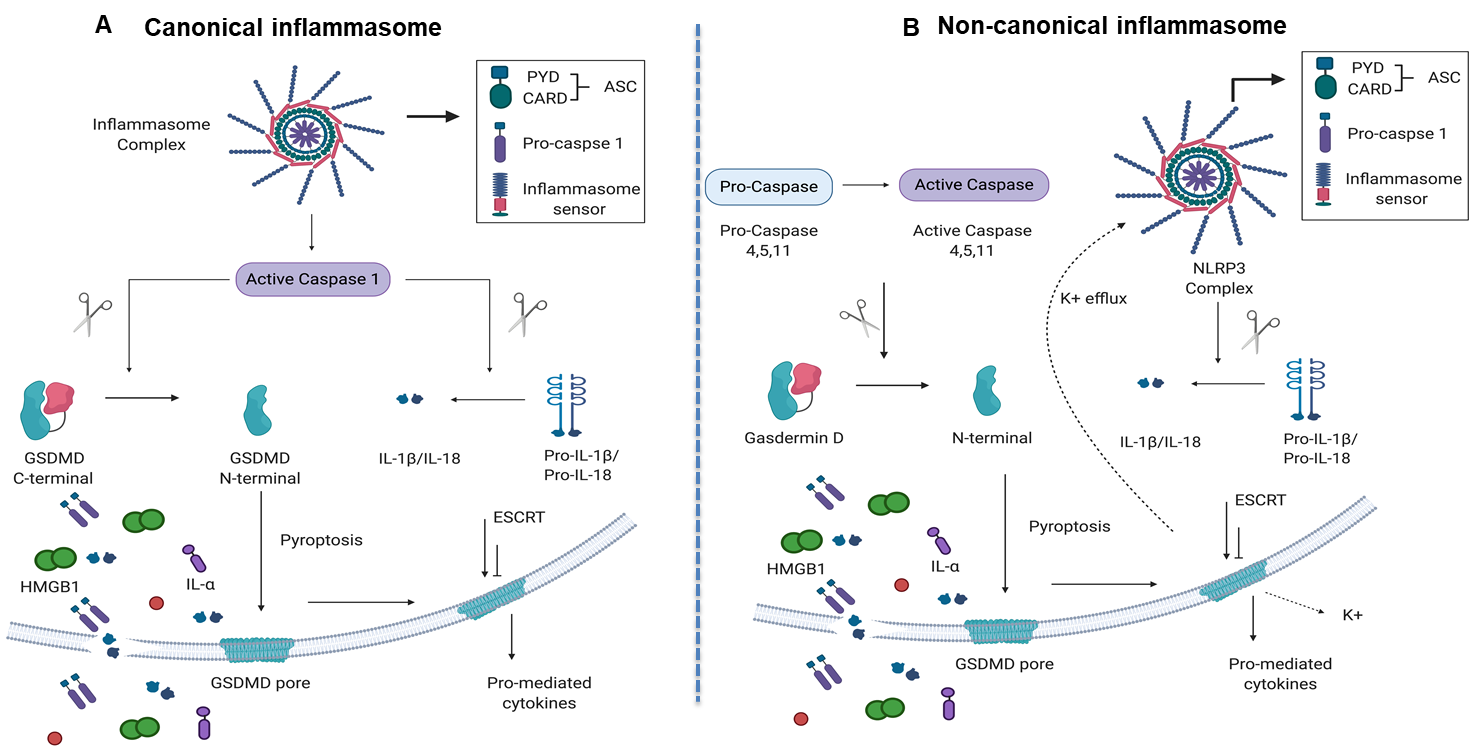 A Canonical inflammasome
Inflammasome
Complex
PYD
CARD
ASC
Pro-caspse 1
Inflammasome
sensor
Active Caspase 1
GSDMD
C-terminal
GSDMD
N-terminal
IL-1β/IL-18
Pro-IL-1β/
Pro-IL-18
Pyroptosis
ESCRT
HMGB1
IL-α
GSDMD pore
Pro-mediated
cytokines
B Non-canonical inflammasome
PYD
CARD
ASC
Pro-caspse 1
Inflammasome
sensor
Pro-Caspase
Active Caspase
Pro-Caspase
4,5,11
Active Caspase
4,5,11
NLRP3
Complex
K+ efflux
Gasdermin D
N-terminal
IL-1β/IL-18
Pro-IL-1β/
Pro-IL-18
Pyroptosis
ESCRT
HMGB1
IL-α
K+
GSDMD pore
Pro-mediated
cytokines